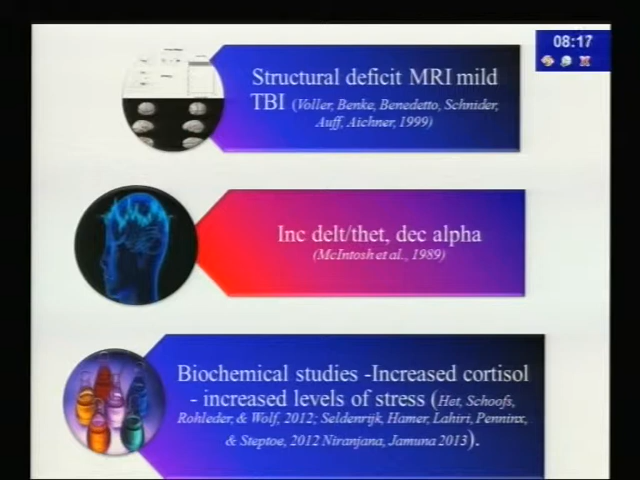 08:17
Structural deficit MRI mild
TBI (Voller, Benke, Benedetto, Schnider,
Auff, Aichner, 1999)
Inc delt/thet, dec alpha
(McIntosh et al., 1989)
Biochemical studies -Increased cortisol
- increased levels of stress (Het, Schoofs,
Rohleder, & Wolf, 2012; Seldenrijk, Hamer, Lahiri, Penninx,
& Steptoe, 2012 Niranjana, Jamuna 2013).